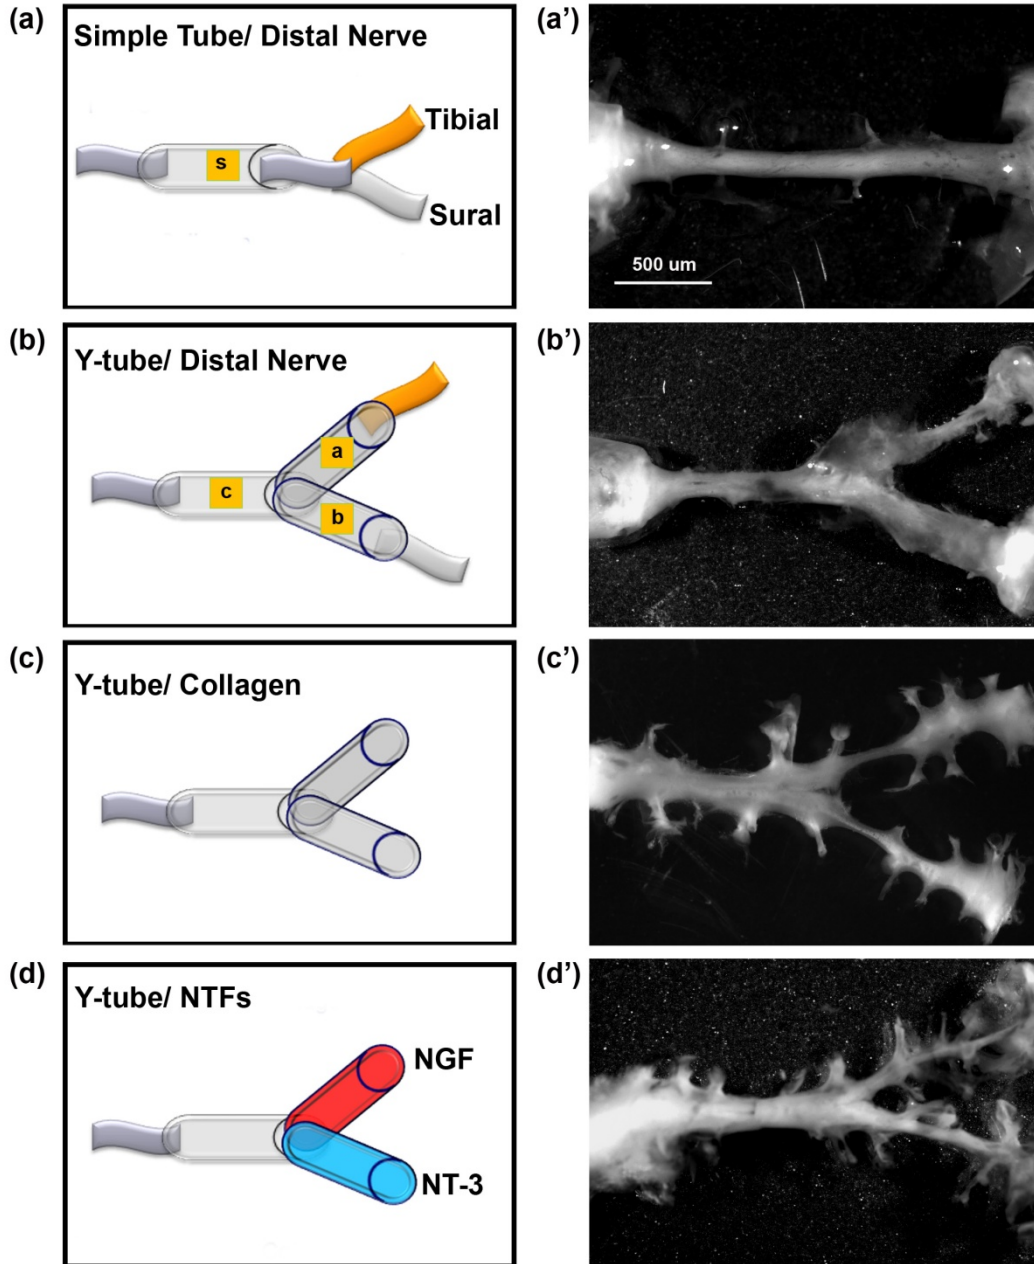 (a)
Simple Tube/ Distal Nerve
Tibial
s
Sural
(a’)
500 um
(b)
Y-tube/ Distal Nerve
a
c
b
(b’)
(c)
Y-tube/ Collagen
(c’)
(d)
Y-tube/ NTFs
NGF
NT-3
(d’)